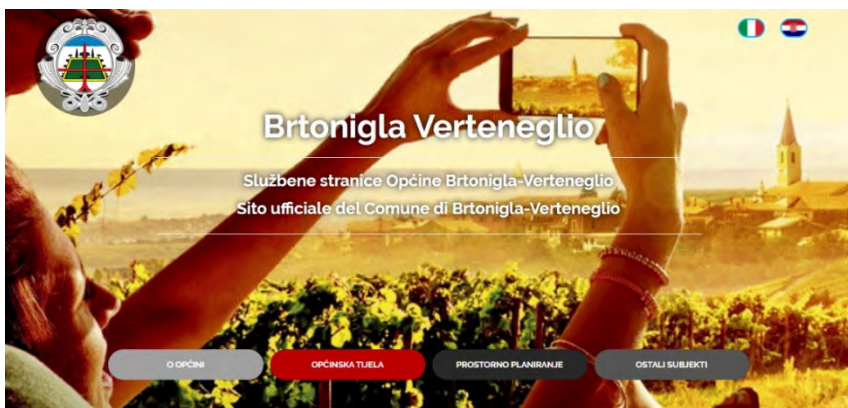 Brtonigla Verteneglio
Službene stranice Općine Brtonigla-Verteneglio
Sito ufficiale del Comune di Brtonigla-Verteneglio
O OPĆINI
OPĆINSKA TIJELA
PROSTORNO PLANIRANJE
OSTALI SUBJEKTI